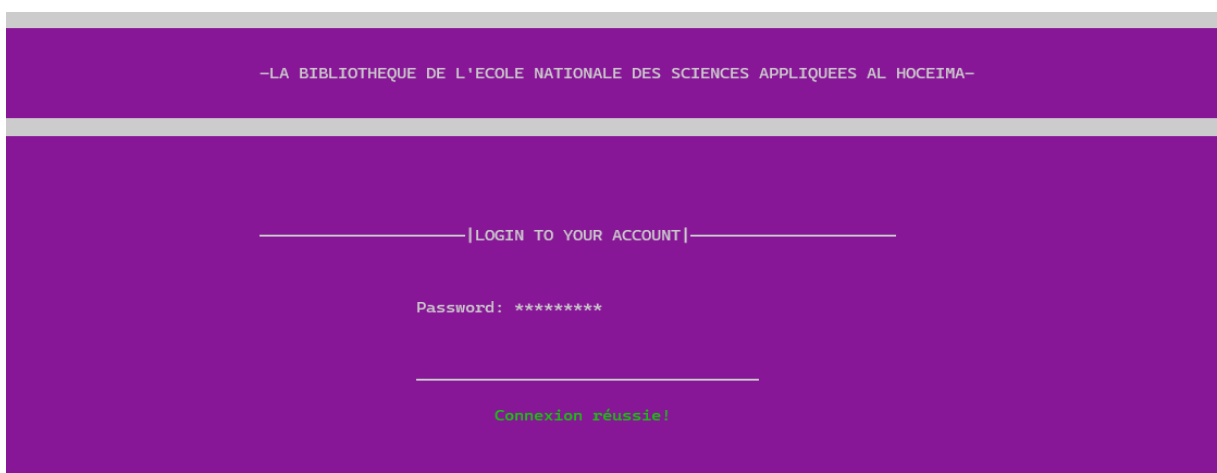 -LA BIBLIOTHEQUE DE L'ECOLE NATIONALE DES SCIENCES APPLIQUEES AL HOCEIMA-
|LOGIN TO YOUR ACCOUNT|
Password: *********
Connexion réussie!